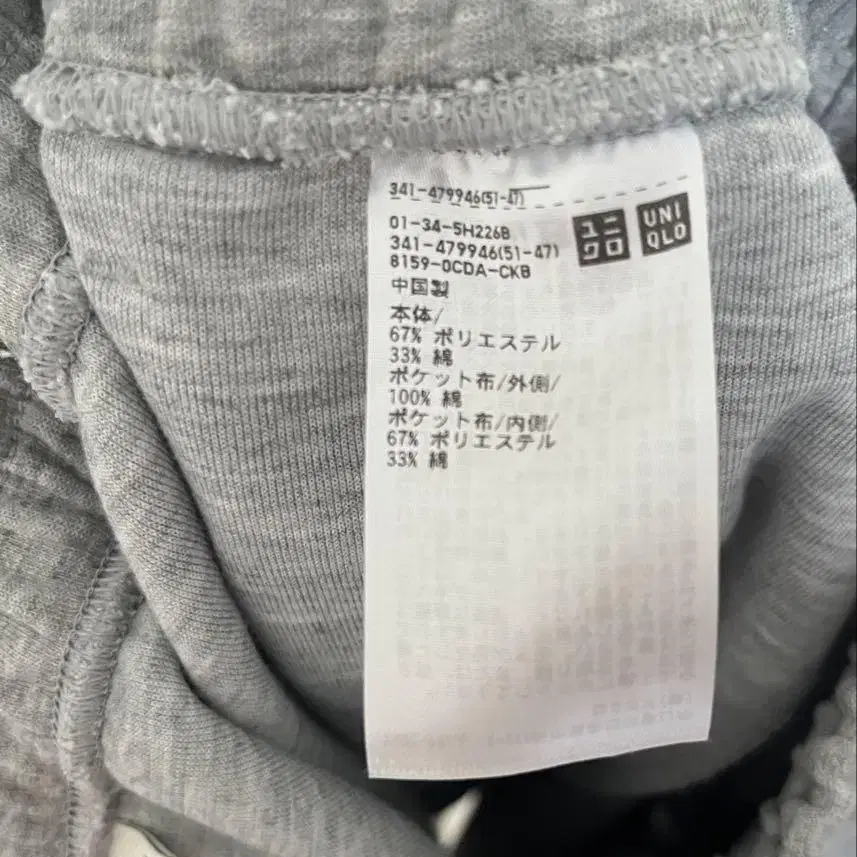 341-479946(51-47)
01-34-5H226B
341-479946(51-47)
8159-0CDA-CKB
ユニクロ
UNIQLO
中国製
本体/
67% ポリエステル
33% 綿
ポケット布/外側/
100% 綿
ポケット布/内側/
67% ポリエステル
33% 綿